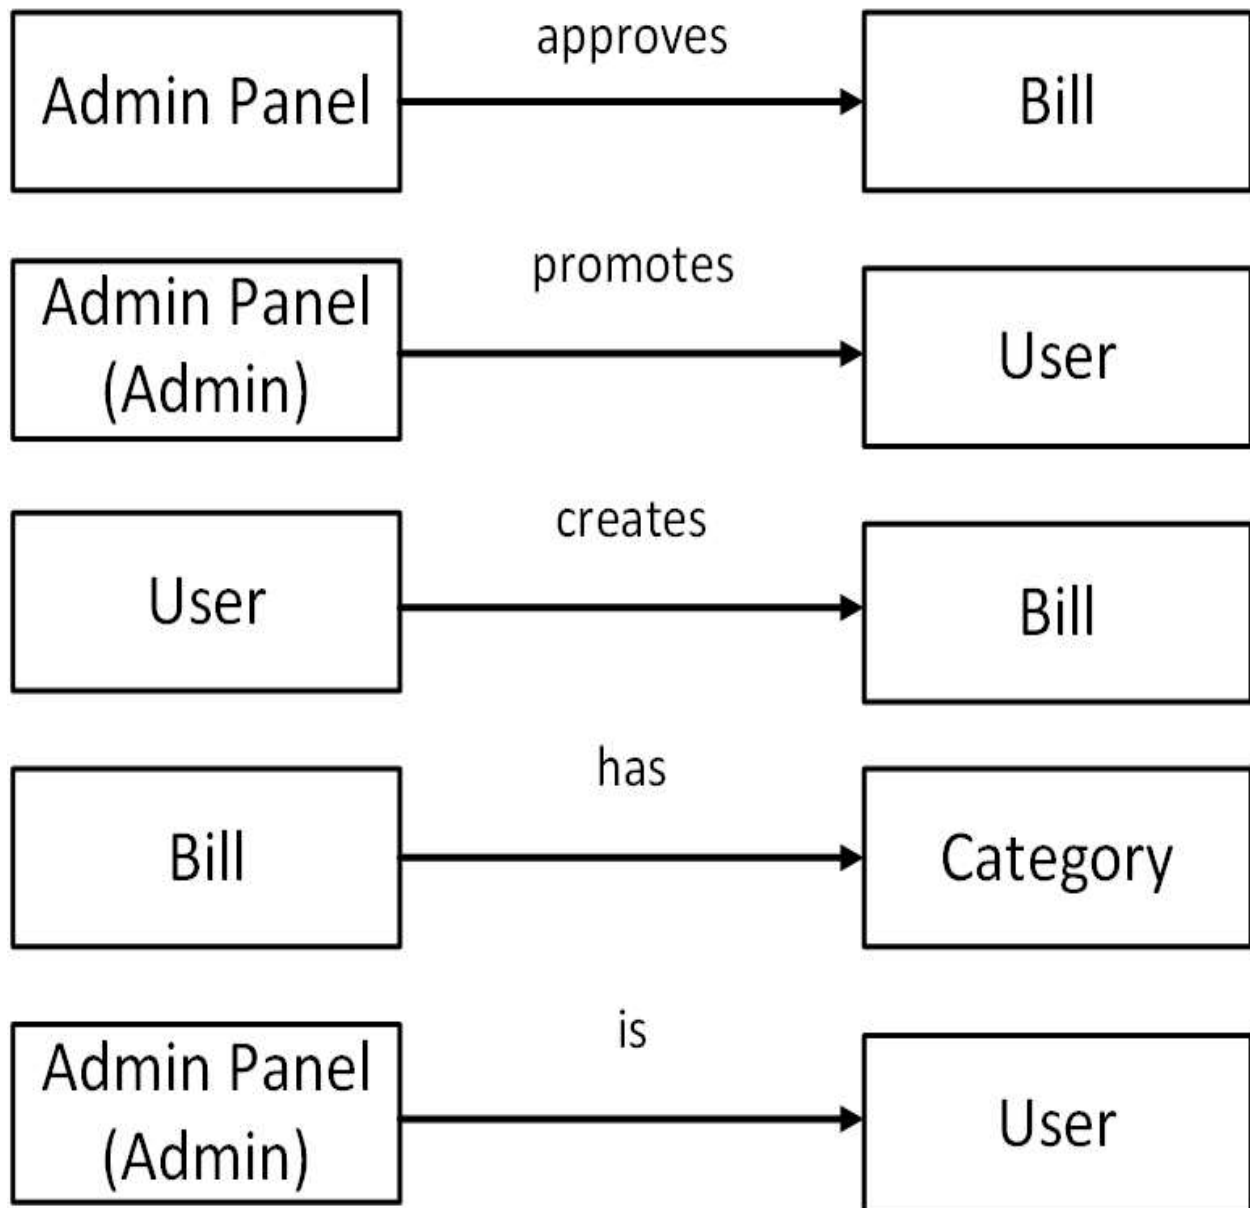 approves
Admin Panel
Bill
promotes
Admin Panel
(Admin)
User
creates
User
Bill
has
Bill
Category
is
Admin Panel
(Admin)
User